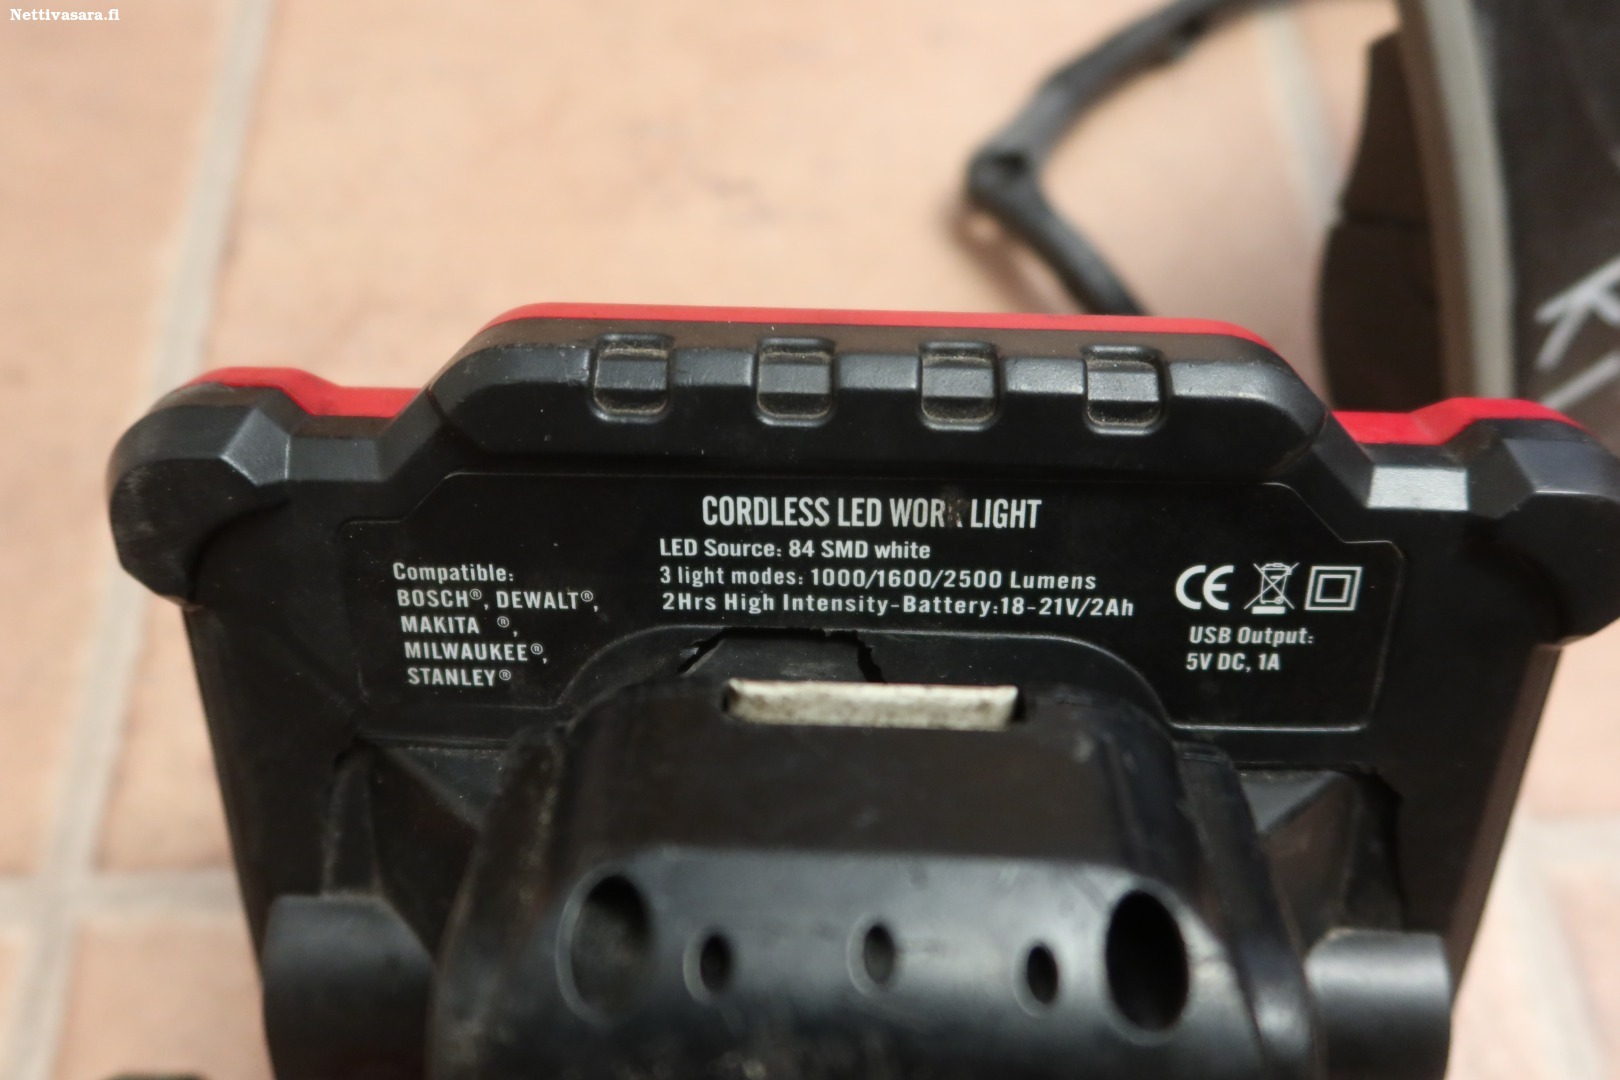 Nettivasara.fi
CORDLESS LED WORK LIGHT
LED Source: 84 SMD white
3 light modes: 1000/1600/2500 Lumens
2Hrs High Intensity-Battery:18-21V/2Ah
Compatible:
BOSCH®, DEWALT®,
MAKITA ®,
MILWAUKEE®,
STANLEY®
CE
USB Output:
5V DC, 1A